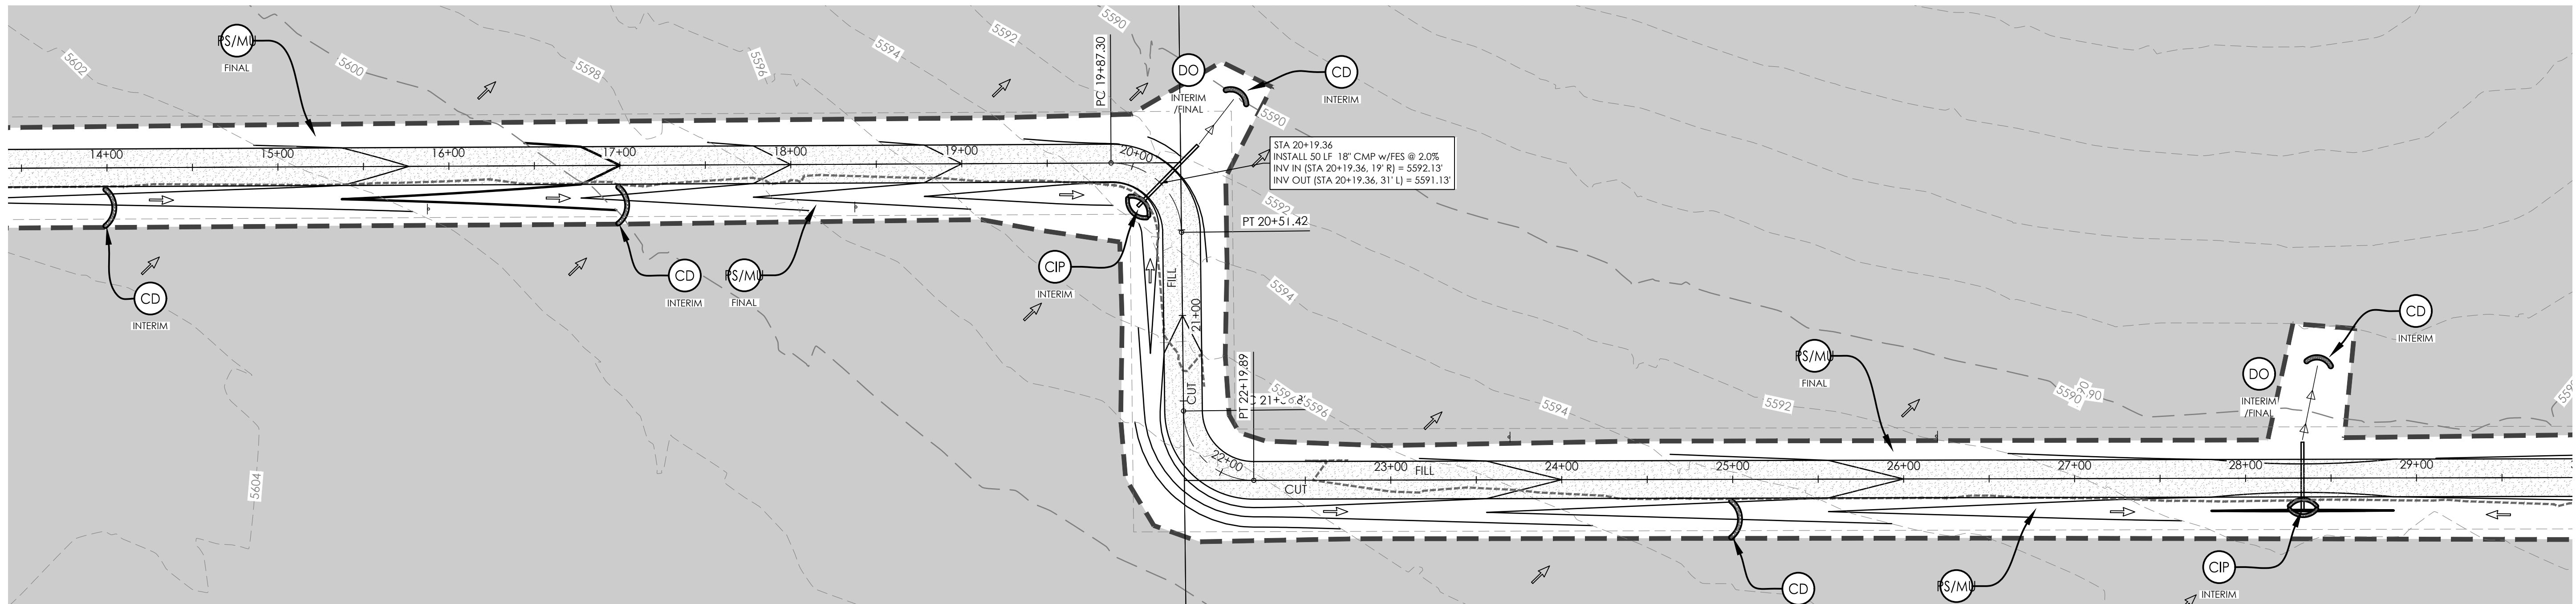 PS/MU
FINAL
5602
5600
5598
5596
5594
5592
5590
PC 19+87.30
DO
INTERIM
/FINAL
CD
INTERIM
5590
STA 20+19.36
INSTALL 50 LF 18" CMP w/FES @ 2.0%
INV IN (STA 20+19.36, 19' R) = 5592.13'
INV OUT (STA 20+19.36, 31' L) = 5591.13'
14+00
15+00
16+00
17+00
18+00
19+00
20+00
5592
PT 20+51.42
CD
INTERIM
CD
INTERIM
PS/MU
FINAL
CIP
INTERIM
FILL
21+00
CUT
5594
PT 22+19.89
5596
5596
5594
5592
5590
PS/MU
FINAL
DO
INTERIM
/FINAL
CD
INTERIM
5604
22+00
23+00
FILL
24+00
25+00
26+00
27+00
28+00
29+00
CUT
CD
PS/MU
CIP
INTERIM